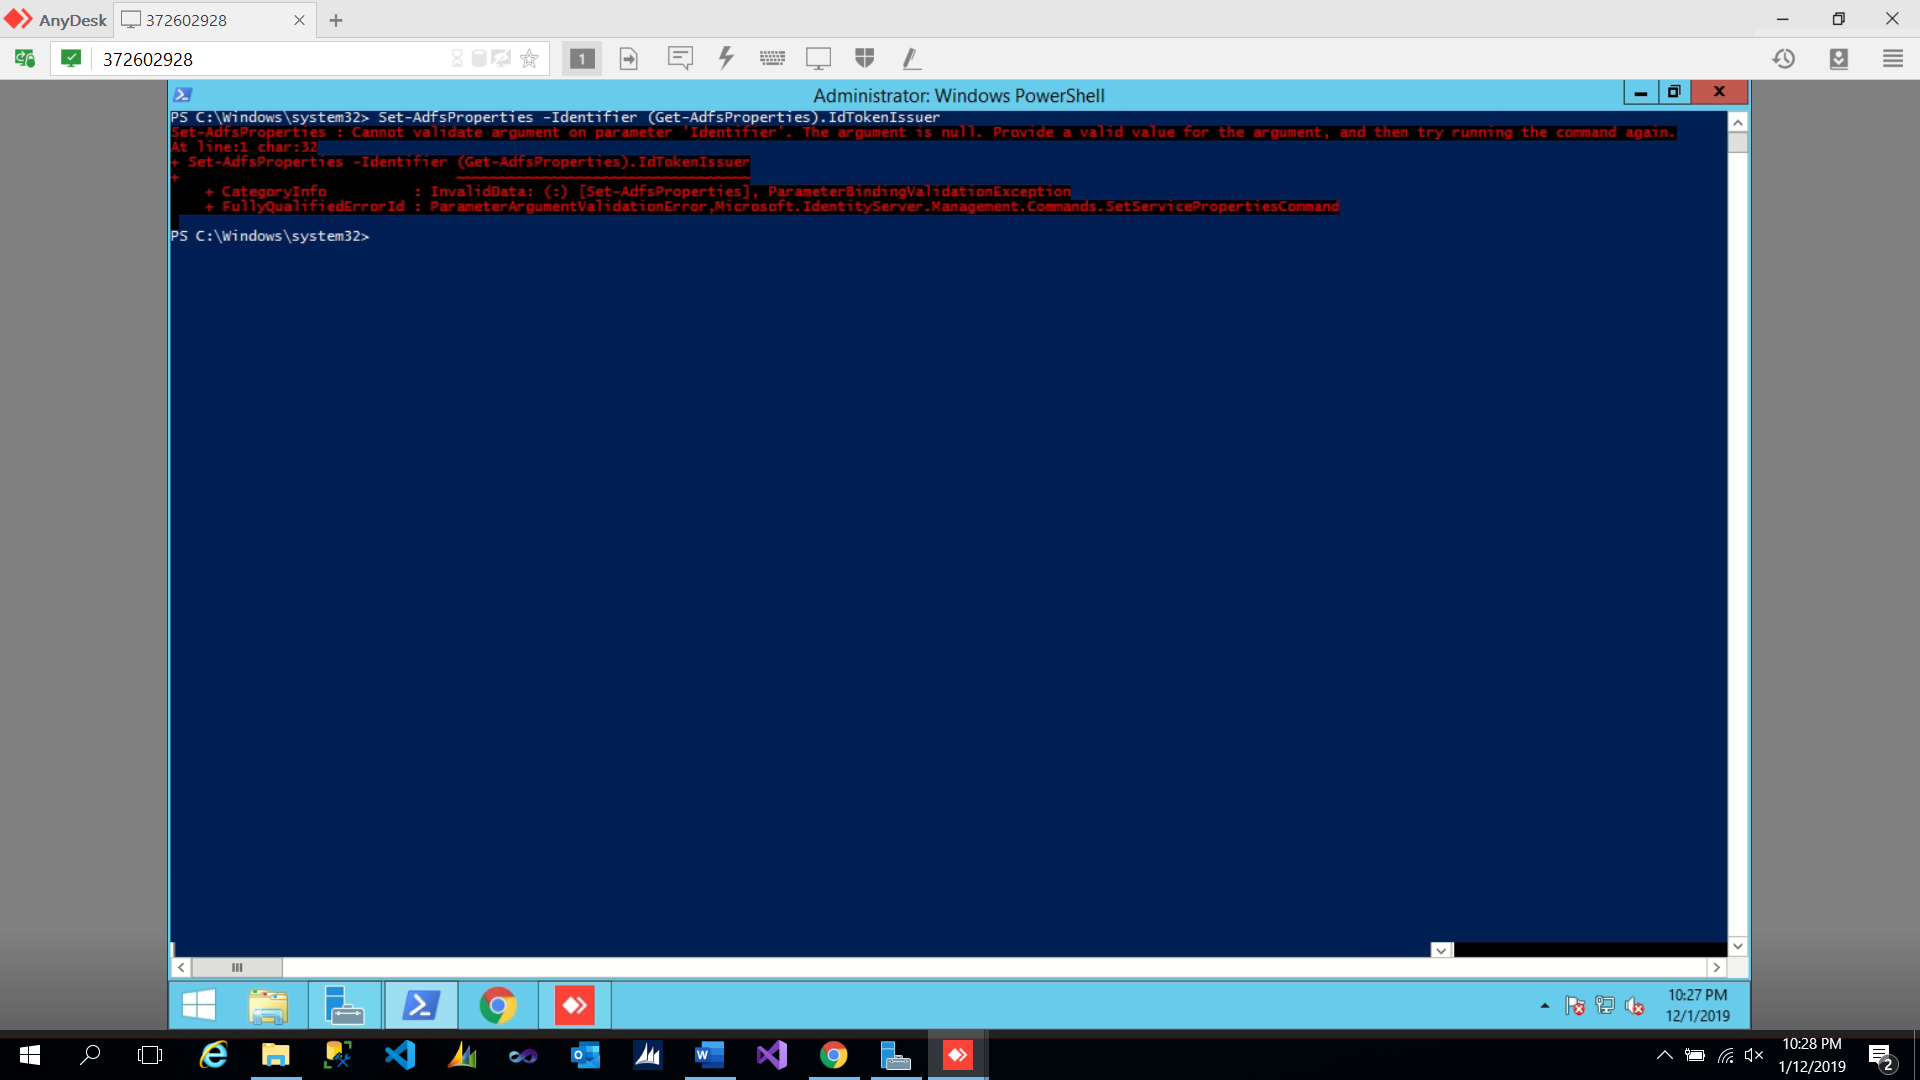 AnyDesk
372602928
372602928
1
Administrator: Windows PowerShell
PS C:\Windows\system32> Set-AdfsProperties -Identifier (Get-AdfsProperties).IdTokenIssuer
Set-AdfsProperties : Cannot validate argument on parameter 'Identifier'. The argument is null. Provide a valid value for the argument, and then try running the command again.
At line:1 char:32
+ Set-AdfsProperties -Identifier (Get-AdfsProperties).IdTokenIssuer
+                                ~~~~~~~~~~~~~~~~~~~~~~~~~~~~~~~~~~
    + CategoryInfo          : InvalidData: (:) [Set-AdfsProperties], ParameterBindingValidationException
    + FullyQualifiedErrorId : ParameterArgumentValidationError,Microsoft.IdentityServer.Management.Commands.SetServicePropertiesCommand
PS C:\Windows\system32>
10:27 PM
12/1/2019
10:28 PM
1/12/2019
2